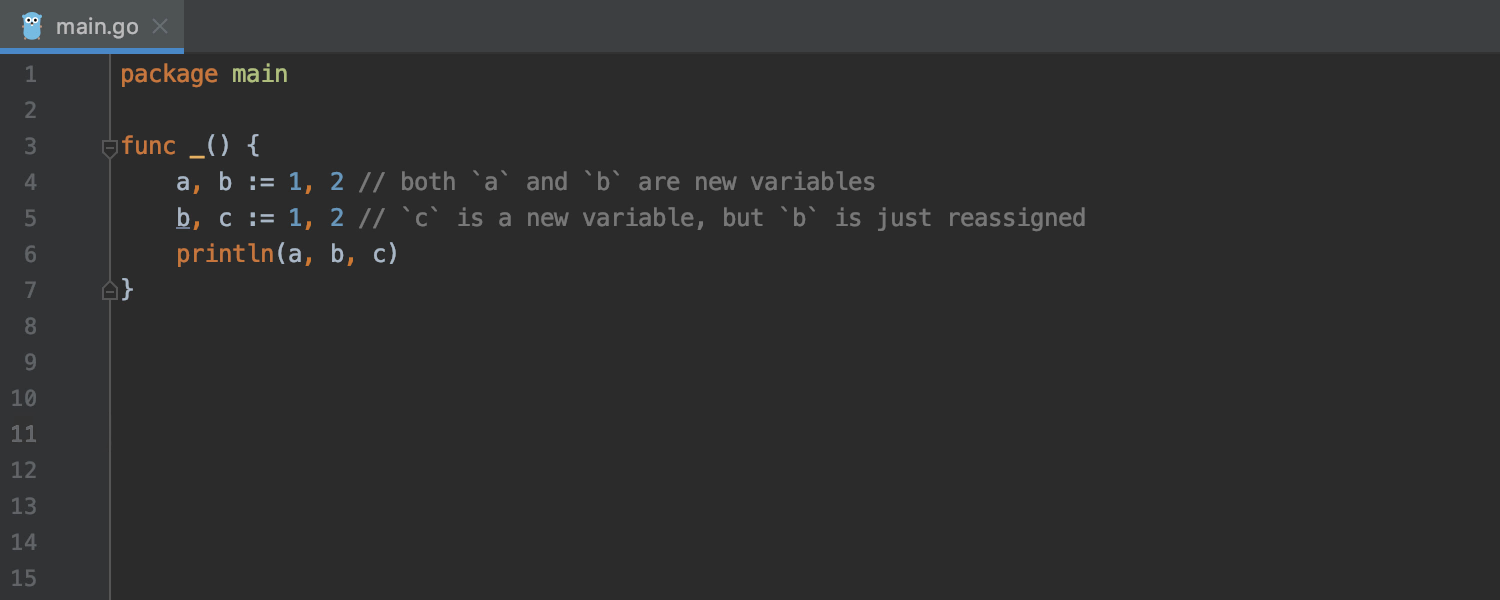 main.go
1 package main
2
3 func _() {
4 a, b := 1, 2 // both `a` and `b` are new variables
5 b, c := 1, 2 // `c` is a new variable, but `b` is just reassigned
6 println(a, b, c)
7 }
8
9
10
11
12
13
14
15